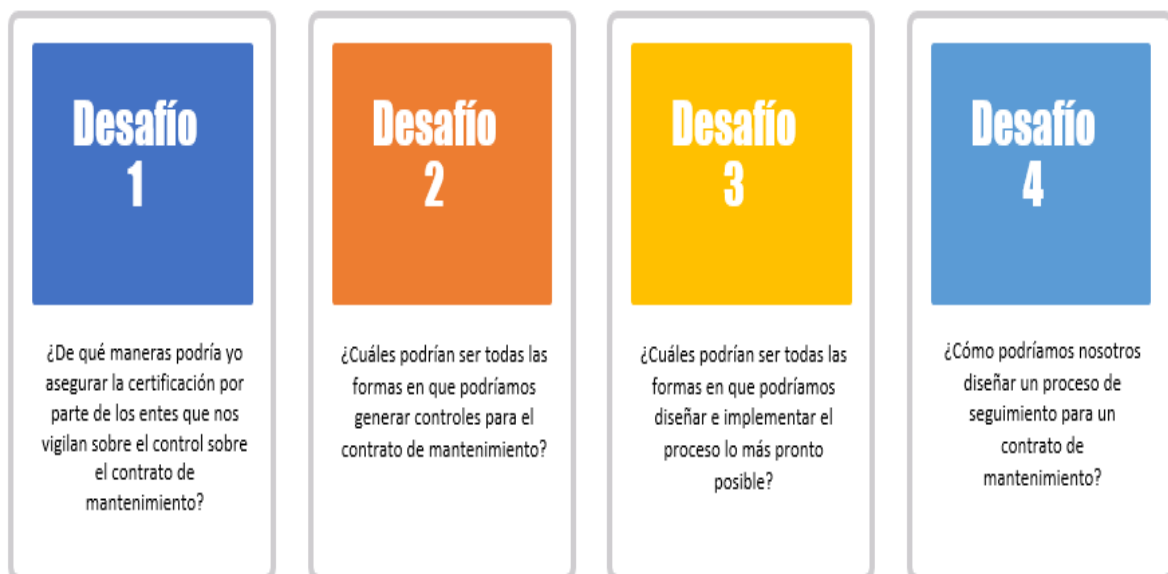 Desafío
1
¿De qué maneras podría yo
asegurar la certificación por
parte de los entes que nos
vigilan sobre el control sobre
el contrato de
mantenimiento?
Desafío
2
¿Cuáles podrían ser todas las
formas en que podríamos
generar controles para el
contrato de mantenimiento?
Desafío
3
¿Cuáles podrían ser todas las
formas en que podríamos
diseñar e implementar el
proceso lo más pronto
posible?
Desafío
4
¿Cómo podríamos nosotros
diseñar un proceso de
seguimiento para un
contrato de
mantenimiento?